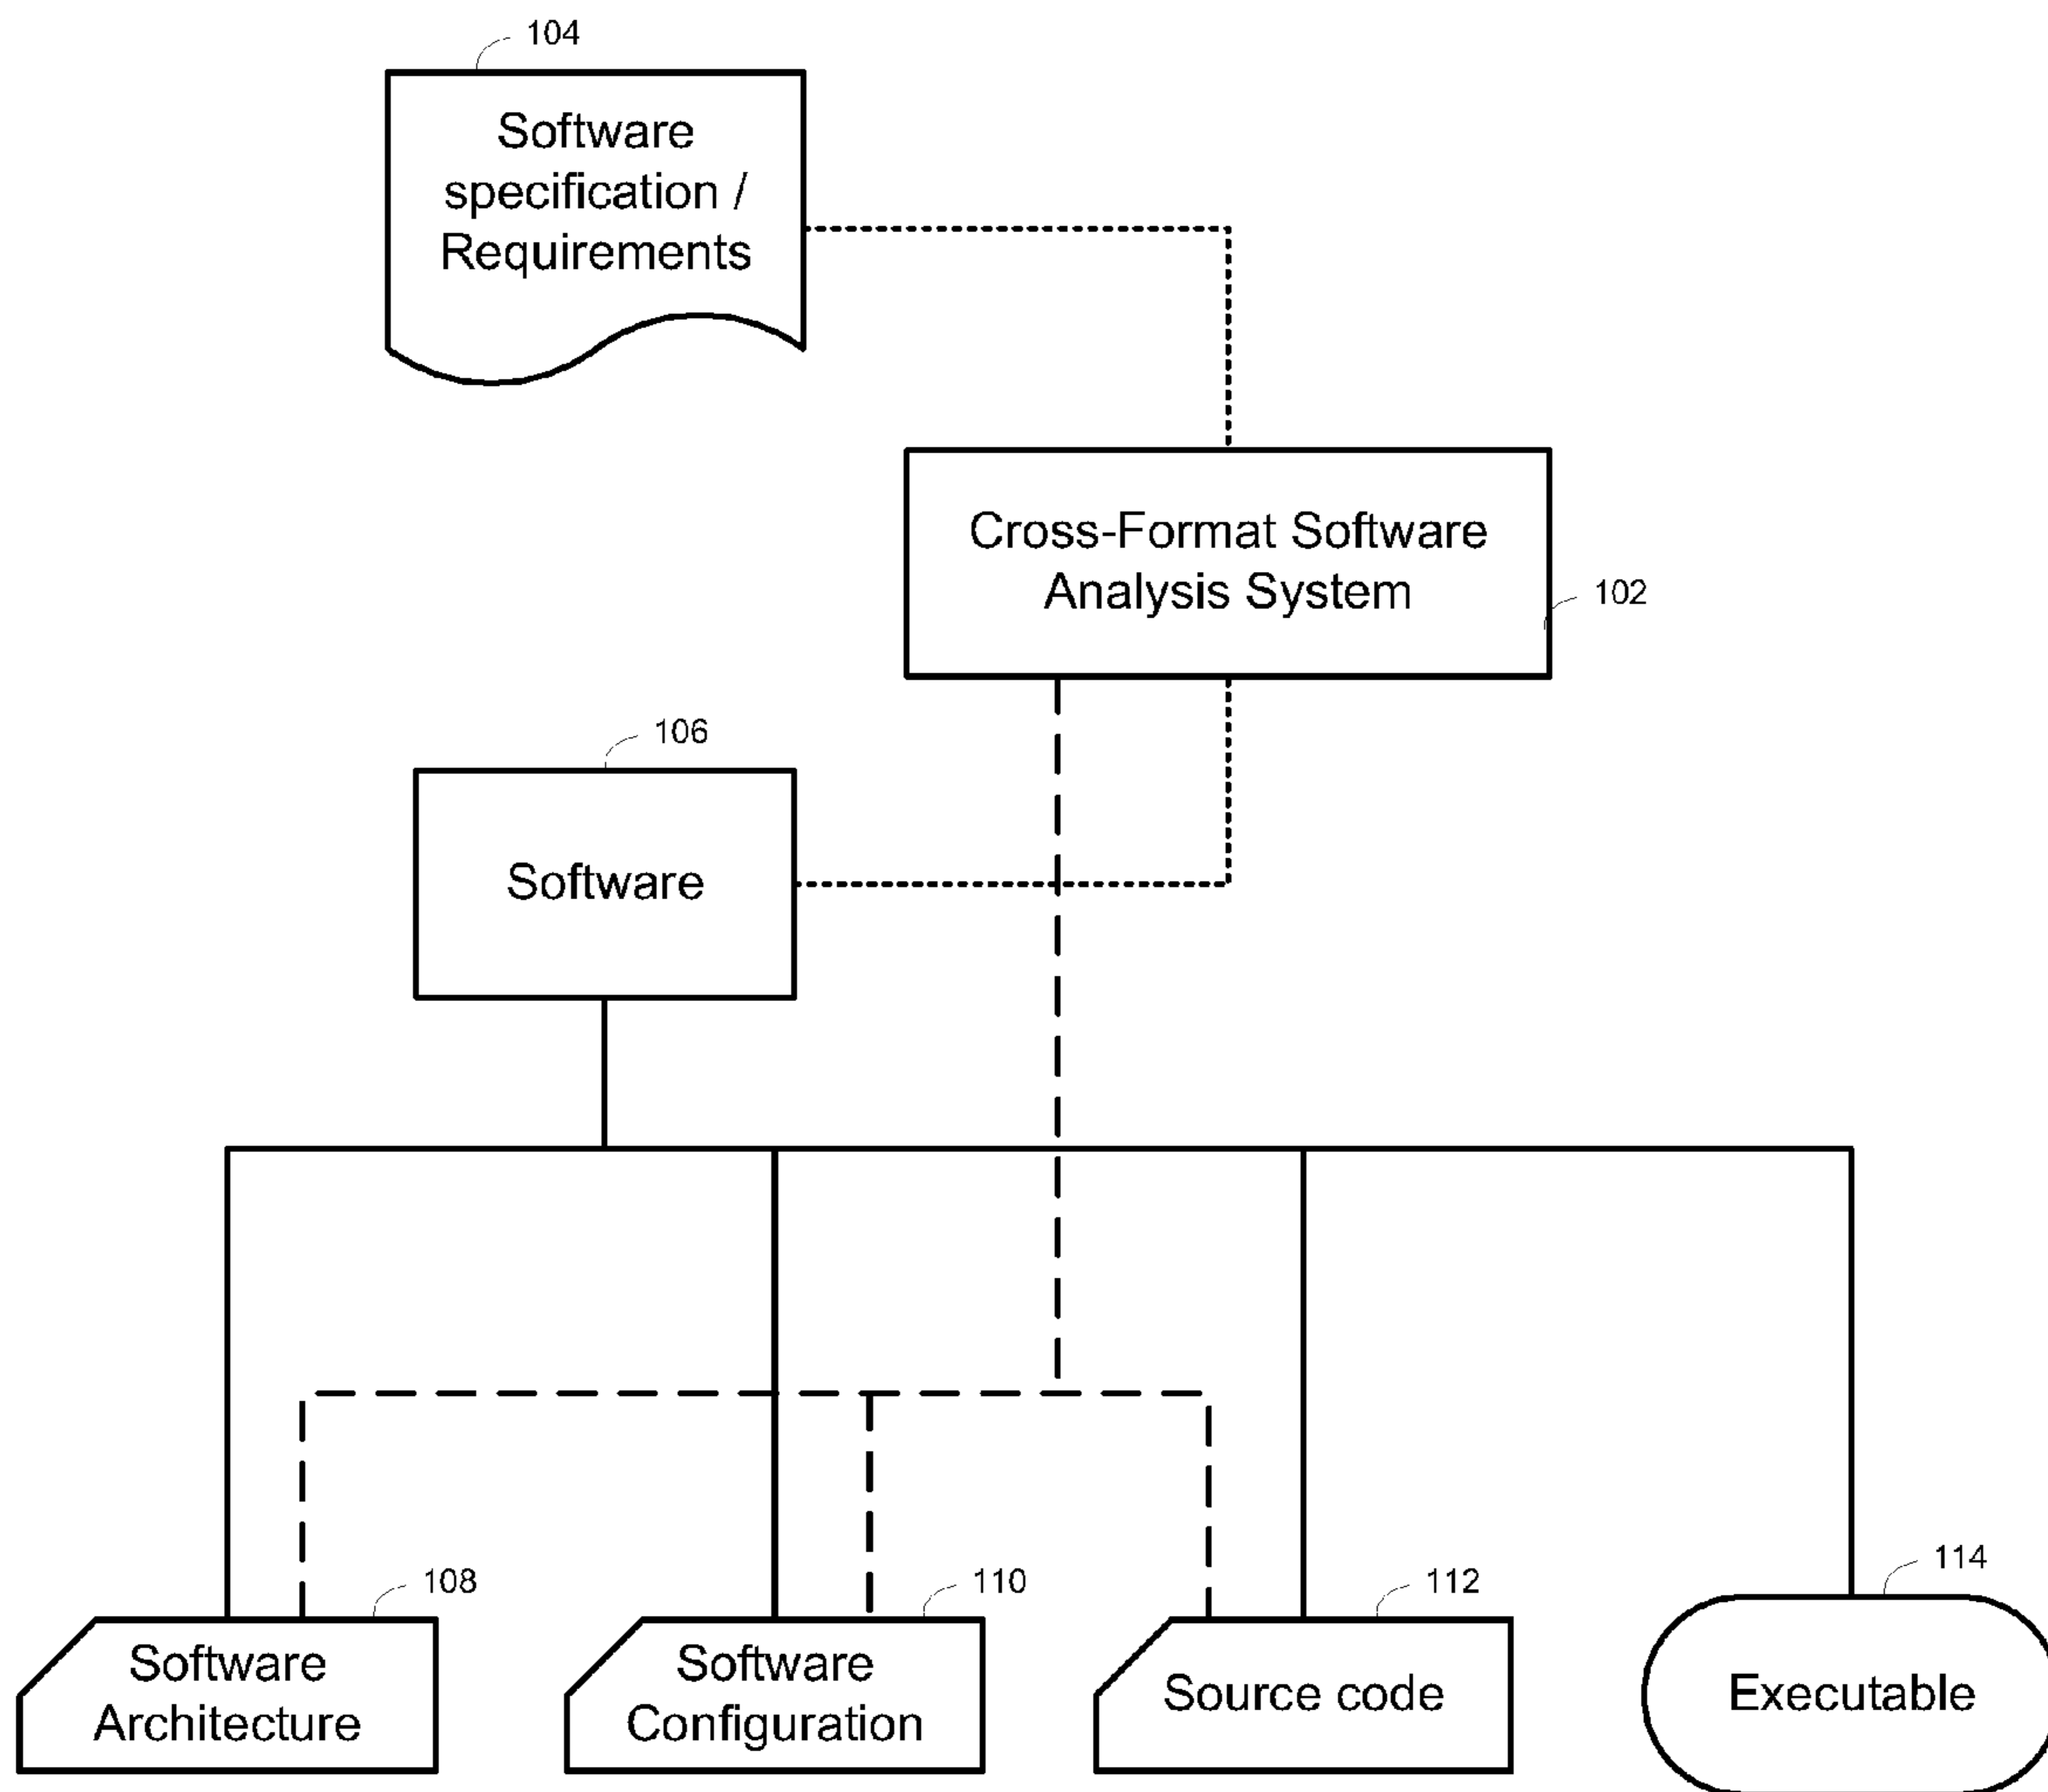 104
Software
specification /
Requirements
Cross-Format Software
Analysis System
102
106
Software
108
Software
Architecture
110
Software
Configuration
112
Source code
114
Executable